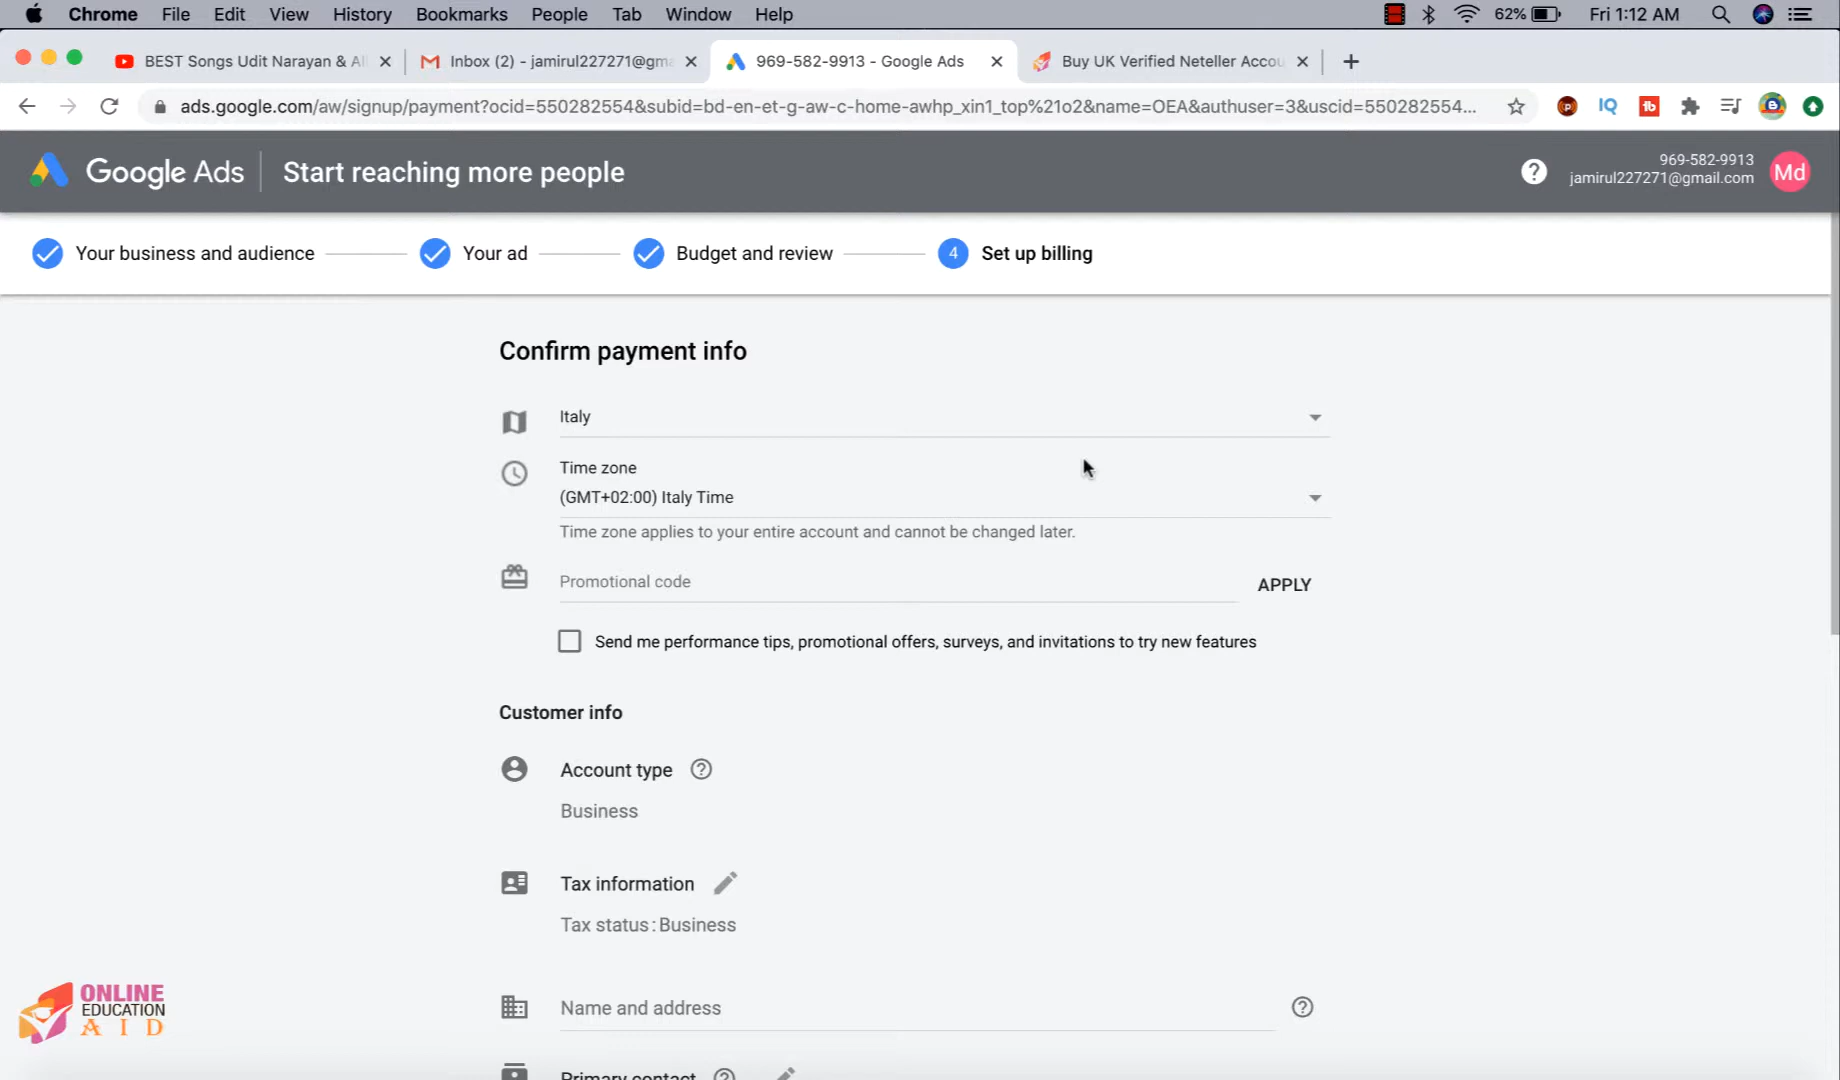 Chrome File Edit View History Bookmarks People Tab Window Help 62% Fri 1:12 AM
BEST Songs Udit Narayan & Al Inbox (2) - jamirul227271@gma 969-582-9913 - Google Ads Buy UK Verified Neteller Accou
ads.google.com/aw/signup/payment?ocid=550282554&subid=bd-en-et-g-aw-c-home-awhp_xin1_top%21o2&name=OEA&authuser=3&uscid=550282554...
Google Ads Start reaching more people
969-582-9913
jamirul227271@gmail.com
Md
Your business and audience Your ad Budget and review 4 Set up billing
Confirm payment info
Italy
Time zone
(GMT+02:00) Italy Time
Time zone applies to your entire account and cannot be changed later.
Promotional code APPLY
Send me performance tips, promotional offers, surveys, and invitations to try new features
Customer info
Account type
Business
Tax information
Tax status: Business
Name and address
Primary contact
ONLINE
EDUCATION
AID